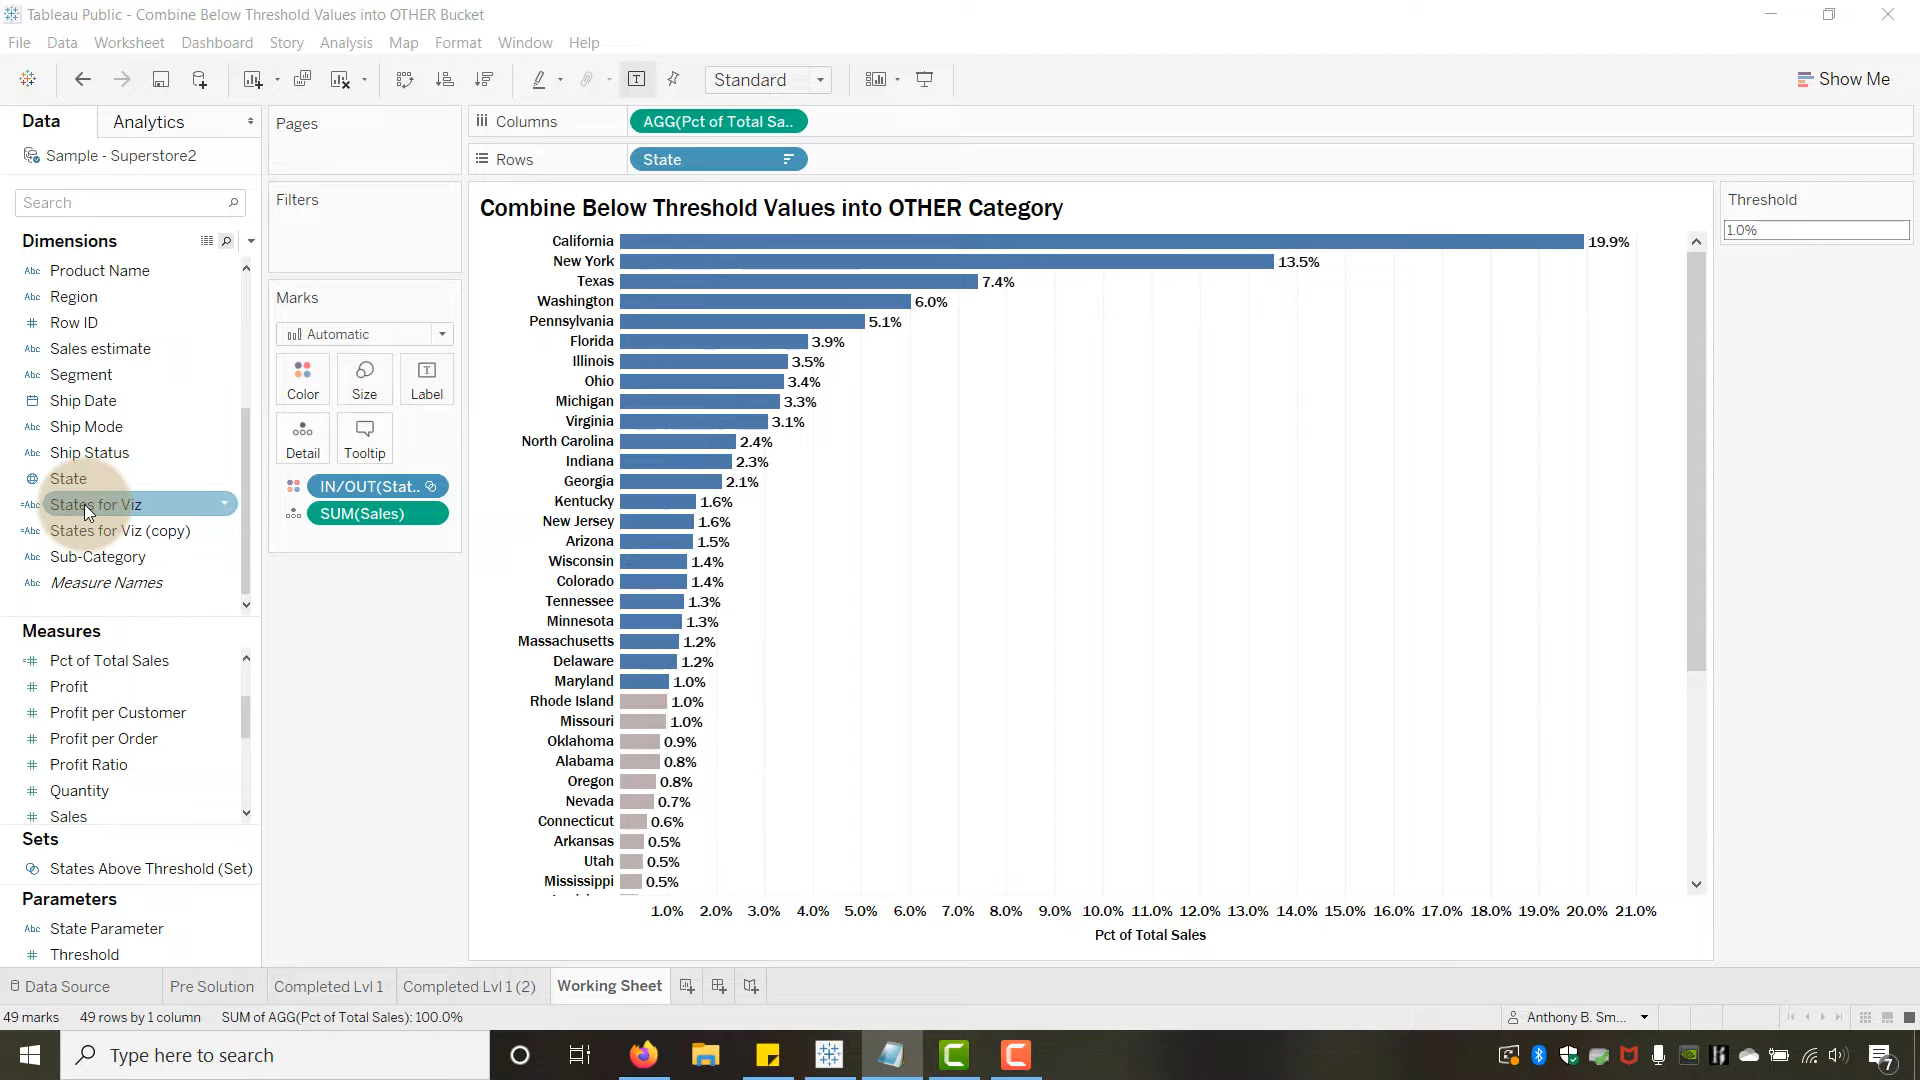 Tableau Public - Combine Below Threshold Values into OTHER Bucket
File Data Worksheet Dashboard Story Analysis Map Format Window Help
Standard
Show Me
Data
Analytics
Sample - Superstore2
Search
Dimensions
Abc Product Name
Abc Region
# Row ID
Abc Sales estimate
Abc Segment
Ship Date
Abc Ship Mode
Abc Ship Status
State
=Abc States for Viz
=Abc States for Viz (copy)
Abc Sub-Category
Abc Measure Names
Measures
=# Pct of Total Sales
# Profit
# Profit per Customer
# Profit per Order
# Profit Ratio
# Quantity
# Sales
Sets
States Above Threshold (Set)
Parameters
Abc State Parameter
# Threshold
Pages
Filters
Marks
Automatic
Color
Size
Label
Detail
Tooltip
IN/OUT(Stat..
SUM(Sales)
Columns
AGG(Pct of Total Sa..
Rows
State
Combine Below Threshold Values into OTHER Category
California 19.9%
New York 13.5%
Texas 7.4%
Washington 6.0%
Pennsylvania 5.1%
Florida 3.9%
Illinois 3.5%
Ohio 3.4%
Michigan 3.3%
Virginia 3.1%
North Carolina 2.4%
Indiana 2.3%
Georgia 2.1%
Kentucky 1.6%
New Jersey 1.6%
Arizona 1.5%
Wisconsin 1.4%
Colorado 1.4%
Tennessee 1.3%
Minnesota 1.3%
Massachusetts 1.2%
Delaware 1.2%
Maryland 1.0%
Rhode Island 1.0%
Missouri 1.0%
Oklahoma 0.9%
Alabama 0.8%
Oregon 0.8%
Nevada 0.7%
Connecticut 0.6%
Arkansas 0.5%
Utah 0.5%
Mississippi 0.5%
1.0% 2.0% 3.0% 4.0% 5.0% 6.0% 7.0% 8.0% 9.0% 10.0% 11.0% 12.0% 13.0% 14.0% 15.0% 16.0% 17.0% 18.0% 19.0% 20.0% 21.0%
Pct of Total Sales
Threshold
1.0%
Data Source
Pre Solution
Completed Lvl 1
Completed Lvl 1 (2)
Working Sheet
49 marks 49 rows by 1 column SUM of AGG(Pct of Total Sales): 100.0%
Anthony B. Sm...
Type here to search
7